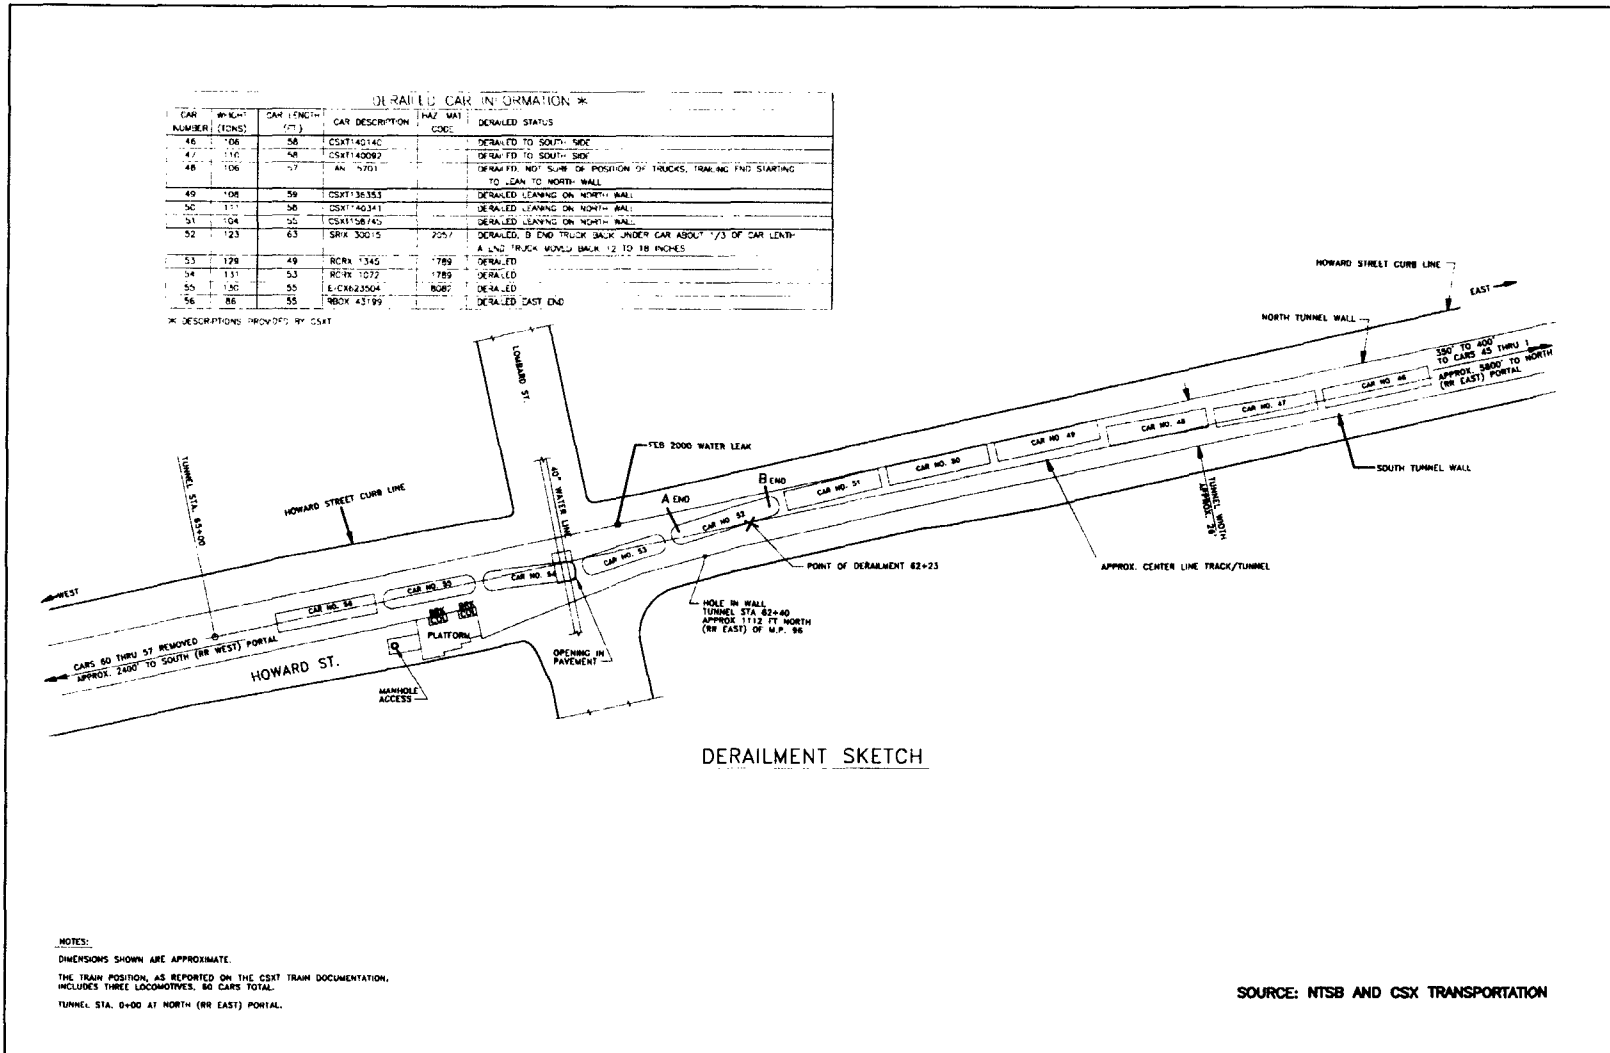 DERAILED CAR INFORMATION *
CAR NUMBER WEIGHT (TONS) CAR LENGTH (FT.) CAR DESCRIPTION HAZ MAT CODE DERAILED STATUS
46 106 58 CSXT140140 DERAILED TO SOUTH SIDE
47 110 58 CSXT140092 DERAILED TO SOUTH SIDE
48 106 57 AN 5701 DERAILED, NOT SURE OF POSITION OF TRUCKS, TRAILING END STARTING
TO LEAN TO NORTH WALL
49 108 59 CSXT136353 DERAILED LEANING ON NORTH WALL
50 111 58 CSXT140341 DERAILED LEANING ON NORTH WALL
51 104 55 CSXT158745 DERAILED LEANING ON NORTH WALL
52 123 63 SRIX 30015 2057 DERAILED, B END TRUCK BACK UNDER CAR ABOUT 1/3 OF CAR LENTH
A END TRUCK MOVED BACK 12 TO 18 INCHES
53 129 49 RCRX 1345 1789 DERAILED
54 131 53 RCRX 1072 1789 DERAILED
55 130 55 DERAILED
56 86 55 RBOX 43199 DERAILED EAST END
* DESCRIPTIONS PROVIDED BY CSXT
HOWARD STREET CURB LINE
EAST
NORTH TUNNEL WALL
350' TO 400'
TO CARS 45 THRU 1
APPROX. 5800' TO NORTH
(RR EAST) PORTAL
LOMBARD ST.
CAR NO. 46
CAR NO. 47
CAR NO. 48
CAR NO. 49
CAR NO. 50
CAR NO. 51
CAR NO. 52
CAR NO. 53
CAR NO. 54
CAR NO. 55
CAR NO. 56
FEB 2000 WATER LEAK
A END
B END
SOUTH TUNNEL WALL
TUNNEL WIDTH
APPROX. 28'
40" WATER LINE
TUNNEL STA. 65+00
HOWARD STREET CURB LINE
POINT OF DERAILMENT 62+23
APPROX. CENTER LINE TRACK/TUNNEL
WEST
HOLE IN WALL
TUNNEL STA 62+40
APPROX 1112 FT NORTH
(RR EAST) OF M.P. 96
PLATFORM
CARS 60 THRU 57 REMOVED
APPROX. 2400' TO SOUTH (RR WEST) PORTAL
OPENING IN
PAVEMENT
HOWARD ST.
MANHOLE
ACCESS
DERAILMENT SKETCH
NOTES:
DIMENSIONS SHOWN ARE APPROXIMATE.
THE TRAIN POSITION, AS REPORTED ON THE CSXT TRAIN DOCUMENTATION,
INCLUDES THREE LOCOMOTIVES, 60 CARS TOTAL.
TUNNEL STA. 0+00 AT NORTH (RR EAST) PORTAL.
SOURCE: NTSB AND CSX TRANSPORTATION